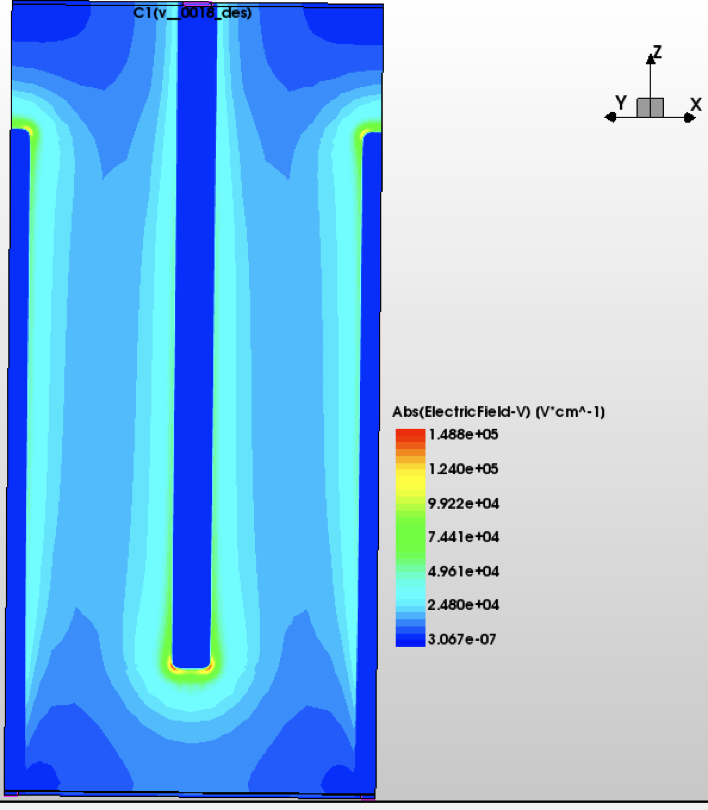 C1(v__0018_des)
Z
Y
X
Abs(ElectricField-V) (V*cm^-1)
1.488e+05
1.240e+05
9.922e+04
7.441e+04
4.961e+04
2.480e+04
3.067e-07